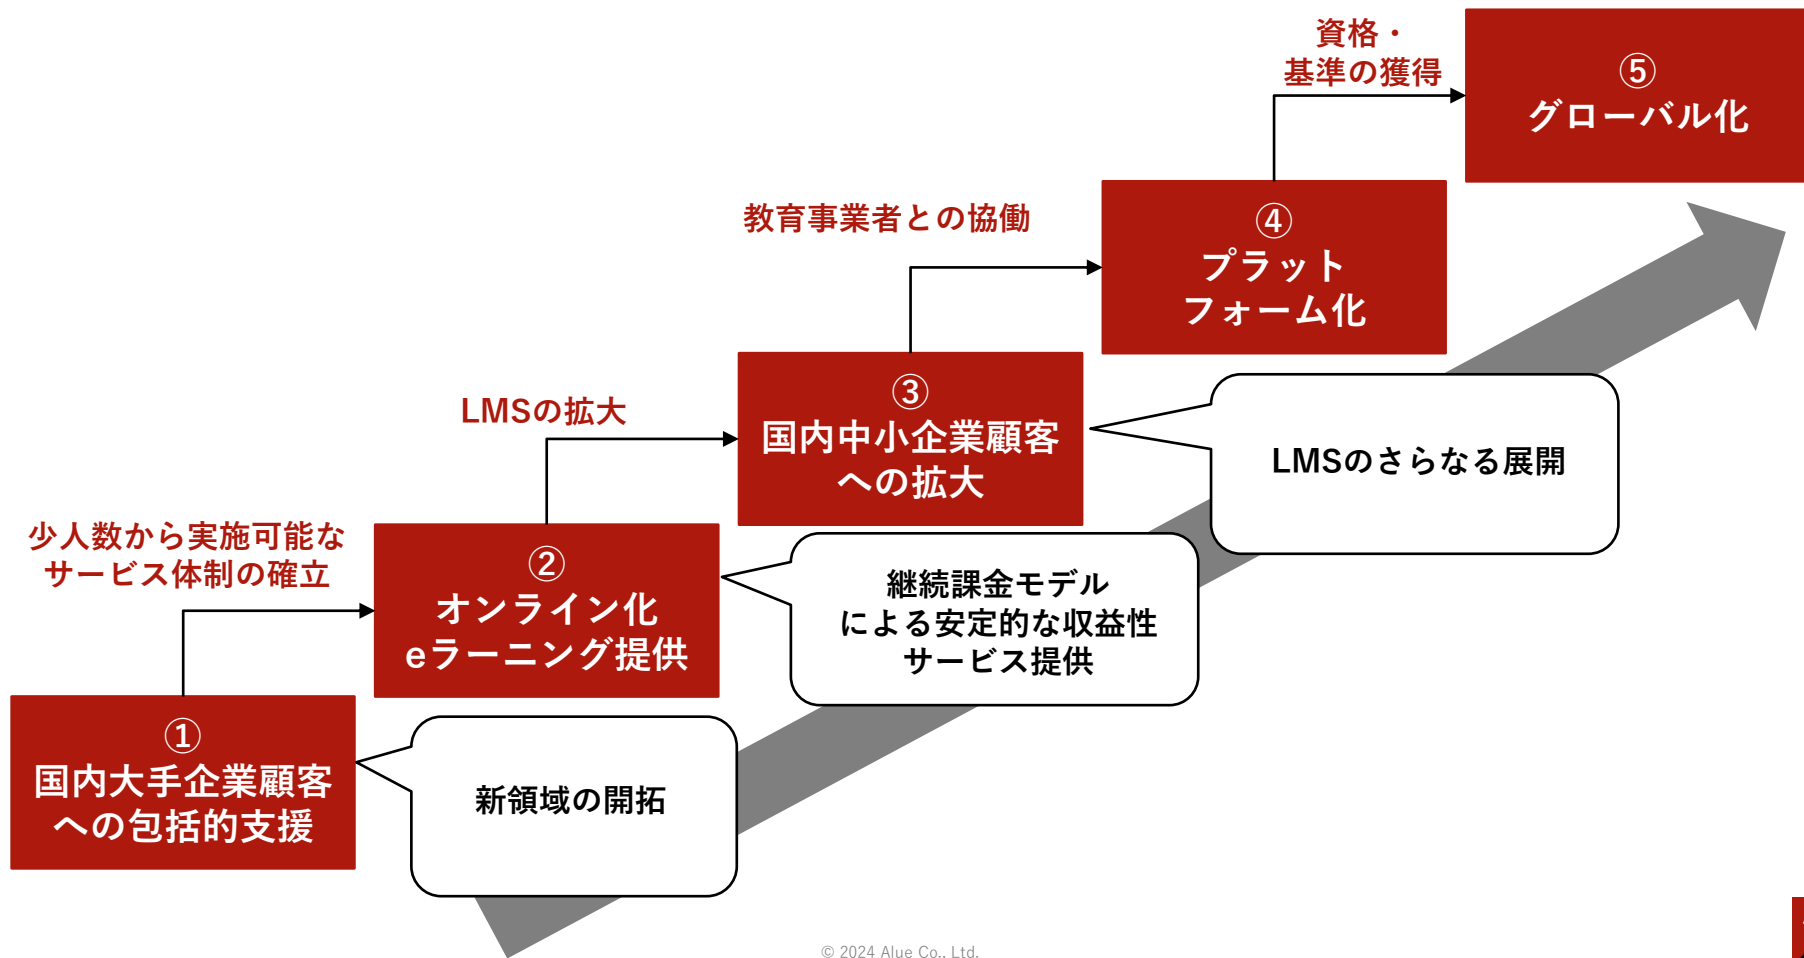 資格・
基準の獲得
⑤
グローバル化
教育事業者との協働
④
プラット
フォーム化
LMSの拡大
③
国内中小企業顧客
への拡大
LMSのさらなる展開
少人数から実施可能な
サービス体制の確立
②
オンライン化
eラーニング提供
継続課金モデル
による安定的な収益性
サービス提供
①
国内大手企業顧客
への包括的支援
新領域の開拓
© 2024 Alue Co.. Ltd.